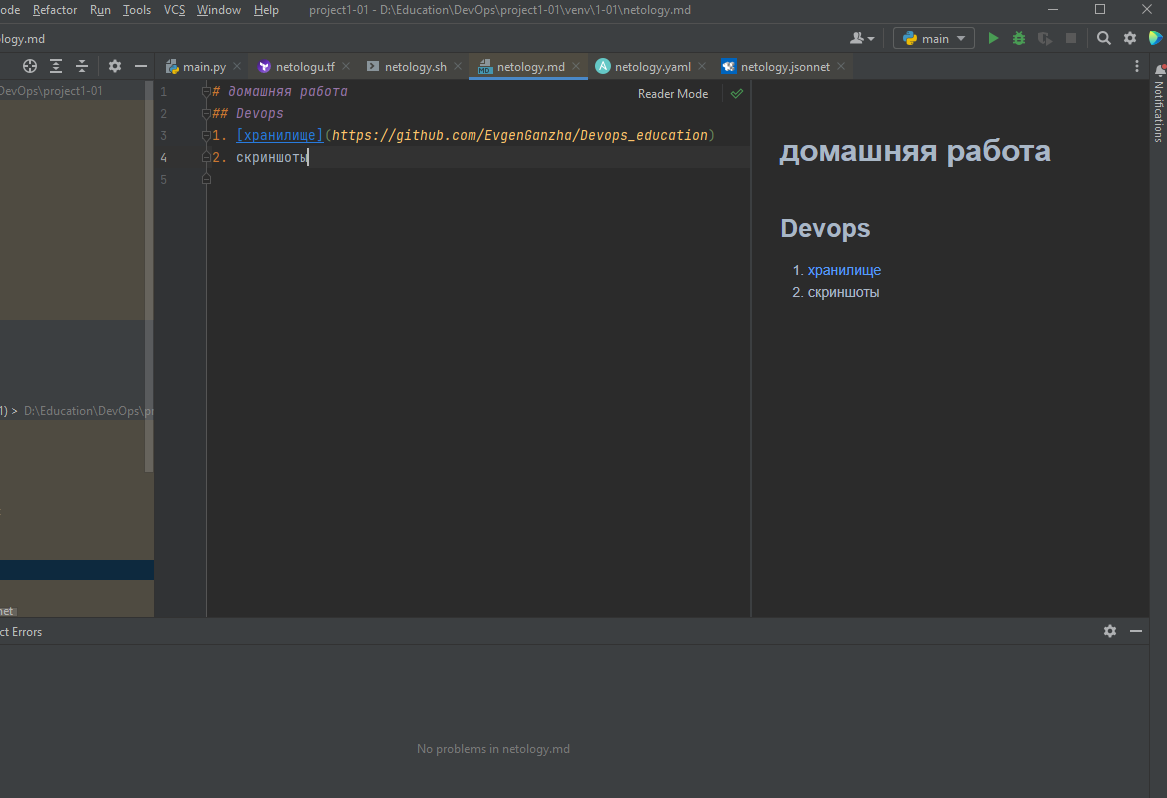 ode Refactor Run Tools VCS Window Help project1-01 - D:\Education\DevOps\project1-01\venv\1-01\netology.md
ology.md main
main.py netologu.tf netology.sh netology.md netology.yaml netology.jsonnet
DevOps\project1-01
1 # домашняя работа
2 ## Devops
3 1. [хранилище](https://github.com/EvgenGanzha/Devops_education)
4 2. скриншоты
5
Reader Mode
домашняя работа
Devops
1. хранилище
2. скриншоты
Notifications
1) > D:\Education\DevOps\pr
net
ct Errors
No problems in netology.md